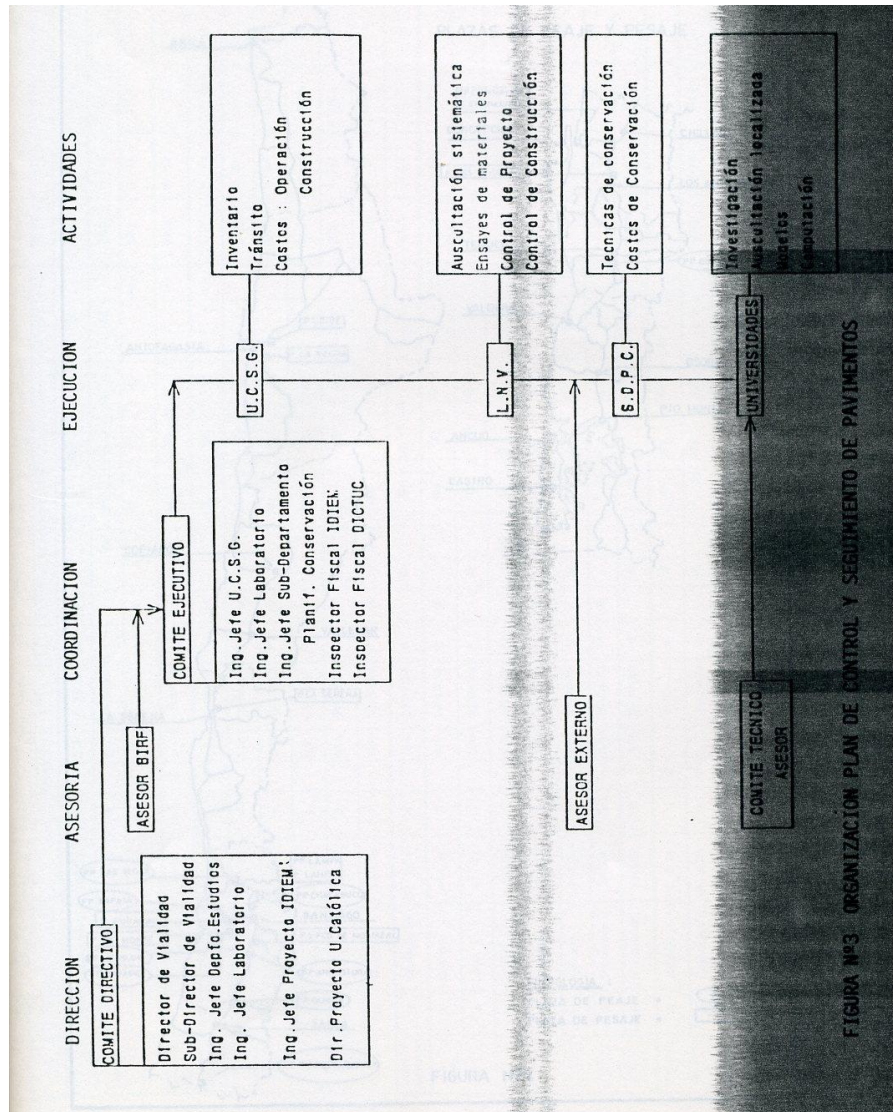 DIRECCION ASESORIA COORDINACION EJECUCION ACTIVIDADES
COMITE DIRECTIVO
Director de Vialidad
Sub-Director de Vialidad
Ing. Jefe Depto.Estudios
Ing. Jefe Laboratorio
Ing.Jefe Proyecto IDIEM
Dir.Proyecto U.Católica
ASESOR BIRF
COMITE EJECUTIVO
Ing.Jefe U.C.S.G.
Ing.Jefe Laboratorio
Ing.Jefe Sub-Departamento
Planif. Conservación
Inspector Fiscal IDIEM
Inspector Fiscal DICTUC
U.C.S.G.
Inventario
Tránsito
Costos : Operación
Construcción
L.N.V.
Auscultación sistemática
Ensayes de materiales
Control de Proyecto
Control de Construcción
ASESOR EXTERNO
S.D.P.C.
Tecnicas de conservación
Costos de Conservación
COMITE TECNICO
ASESOR
UNIVERSIDADES
Investigación
Auscultación localizada
Modelos
Computación
FIGURA Nº3 ORGANIZACION PLAN DE CONTROL Y SEGUIMIENTO DE PAVIMENTOS